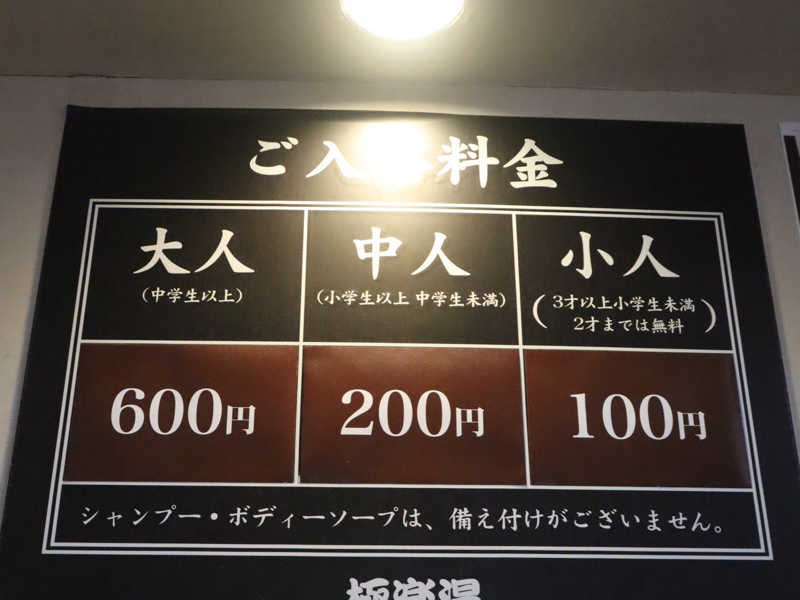 ご入 料金
大人
(中学生以上)
中人
(小学生以上 中学生未満)
小人
(3才以上小学生未満
2才までは無料)
600円
200円
100円
シャンプー・ボディーソープは、備え付けがございません。
極楽湯